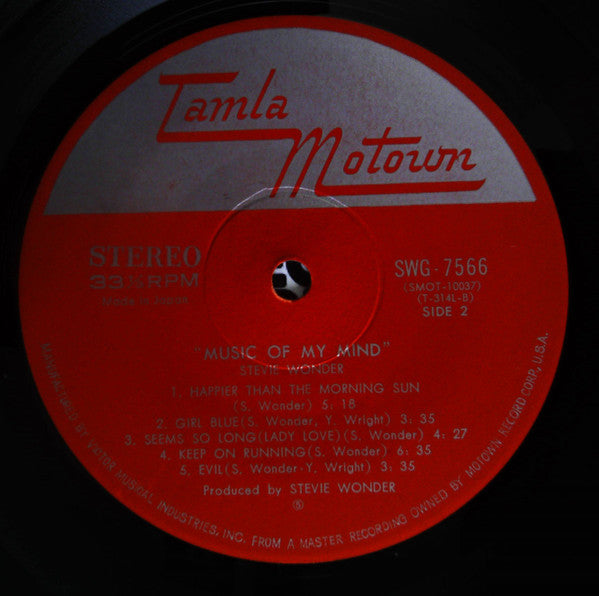 Tamla
Motown
STEREO
33⅓RPM
Made in Japan
SWG-7566
(SMOT-10037)
(T-314L-B)
SIDE 2
"MUSIC OF MY MIND"
STEVIE WONDER
1. HAPPIER THAN THE MORNING SUN
(S. Wonder) 5: 18
2. GIRL BLUE(S. Wonder, Y. Wright) 3: 35
3. SEEMS SO LONG(LADY LOVE)(S. Wonder) 4: 27
4. KEEP ON RUNNING(S. Wonder) 6: 35
5. EVIL(S. Wonder-Y. Wright) 3: 35
Produced by STEVIE WONDER
Ⓢ
MANUFACTURED BY VICTOR MUSICAL INDUSTRIES, INC. FROM A MASTER RECORDING OWNED BY MOTOWN RECORD CORP., U.S.A.